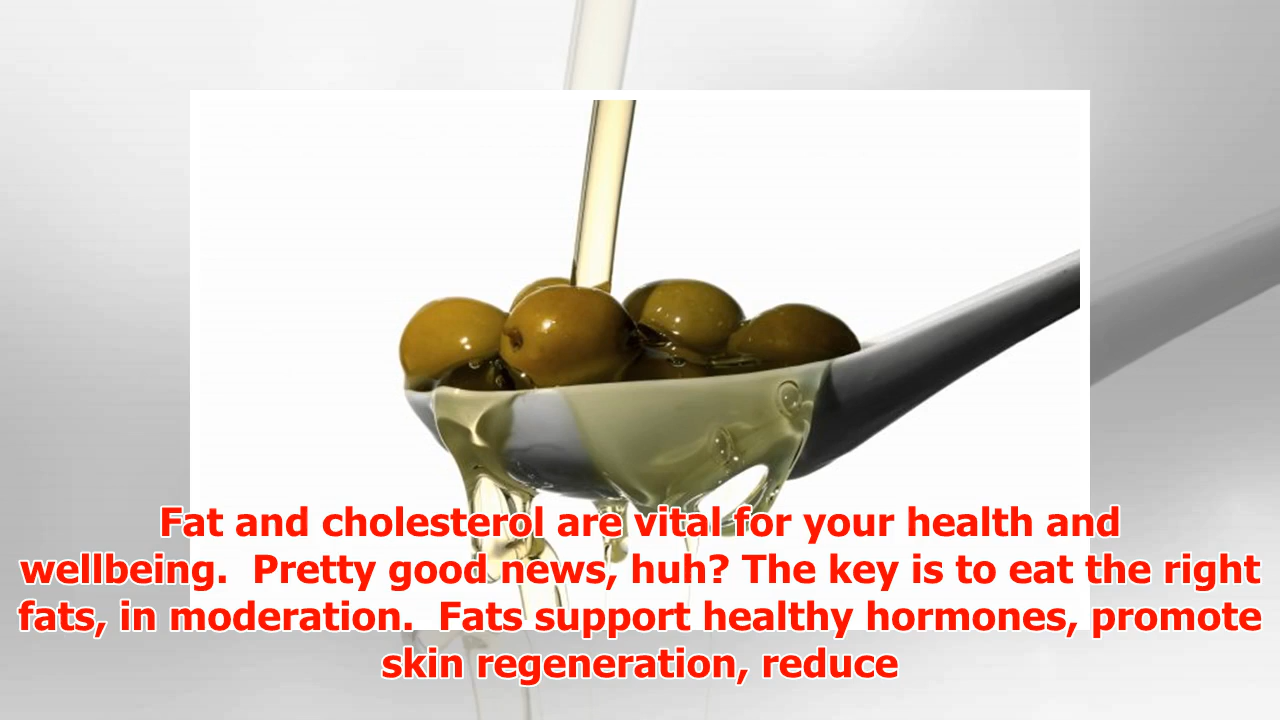 Fat and cholesterol are vital for your health and
wellbeing.  Pretty good news, huh? The key is to eat the right
fats, in moderation.  Fats support healthy hormones, promote
skin regeneration, reduce